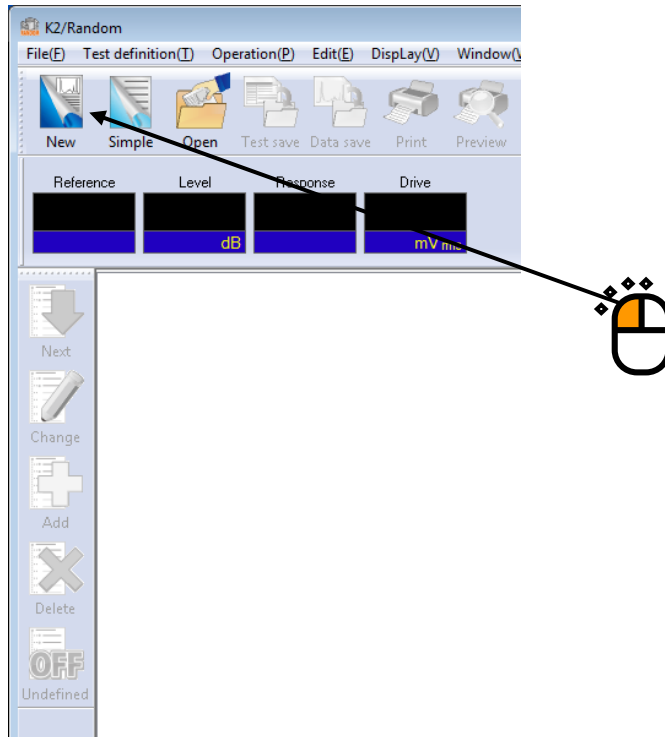 K2/Random
File(F) Test definition(T) Operation(P) Edit(E) DispLay(V) Window(
New Simple Open Test save Data save Print Preview
Reference Level Response Drive
dB mV rms
Next
Change
Add
Delete
OFF
Undefined